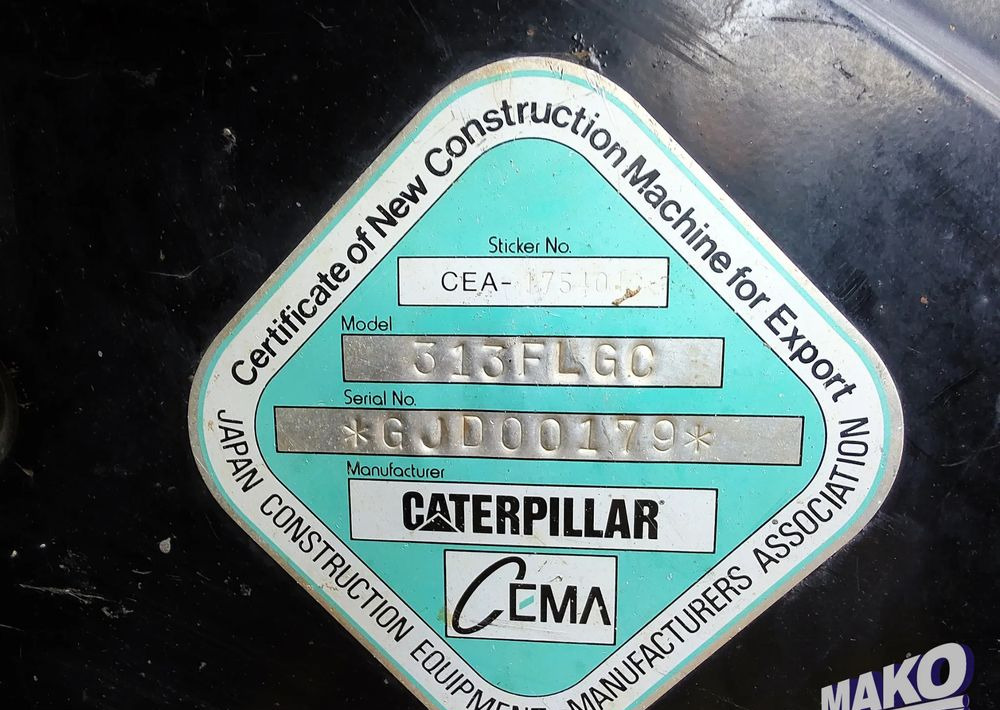 Certificate of New Construction Machine for Export
Sticker No.
CEA-
Model
313FLGC
Serial No.
*GJD00179*
Manufacturer
CATERPILLAR
CEMA
JAPAN CONSTRUCTION EQUIPMENT MANUFACTURERS ASSOCIATION
MAKO